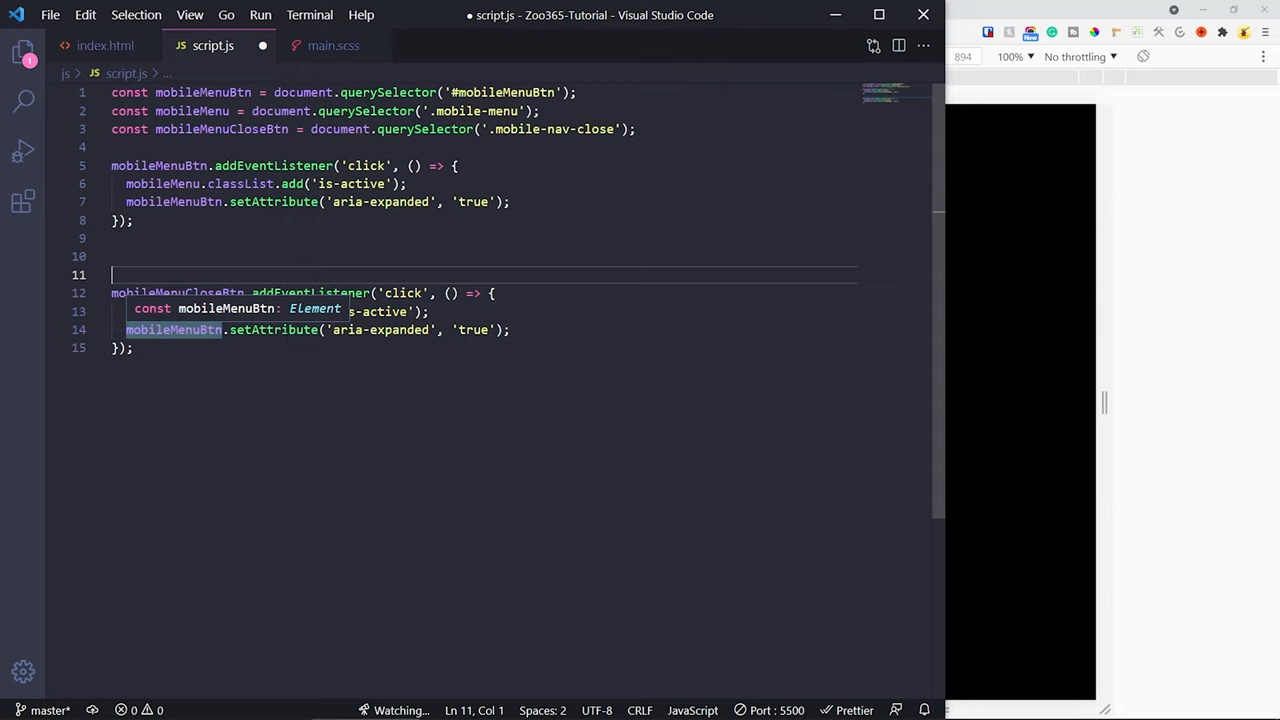 File Edit Selection View Go Run Terminal Help ● script.js - Zoo365-Tutorial - Visual Studio Code
1
index.html JS script.js ● main.scss
js > JS script.js > ...
894 100% ▼ No throttling ▼
New
1 const mobileMenuBtn = document.querySelector('#mobileMenuBtn');
2 const mobileMenu = document.querySelector('.mobile-menu');
3 const mobileMenuCloseBtn = document.querySelector('.mobile-nav-close');
4
5 mobileMenuBtn.addEventListener('click', () => {
6 mobileMenu.classList.add('is-active');
7 mobileMenuBtn.setAttribute('aria-expanded', 'true');
8 });
9
10
11
12 mobileMenuCloseBtn.addEventListener('click', () => {
const mobileMenuBtn: Element
13 s-active');
14 mobileMenuBtn.setAttribute('aria-expanded', 'true');
15 });
master* 0 0 Watching... Ln 11, Col 1 Spaces: 2 UTF-8 CRLF JavaScript Port : 5500 Prettier